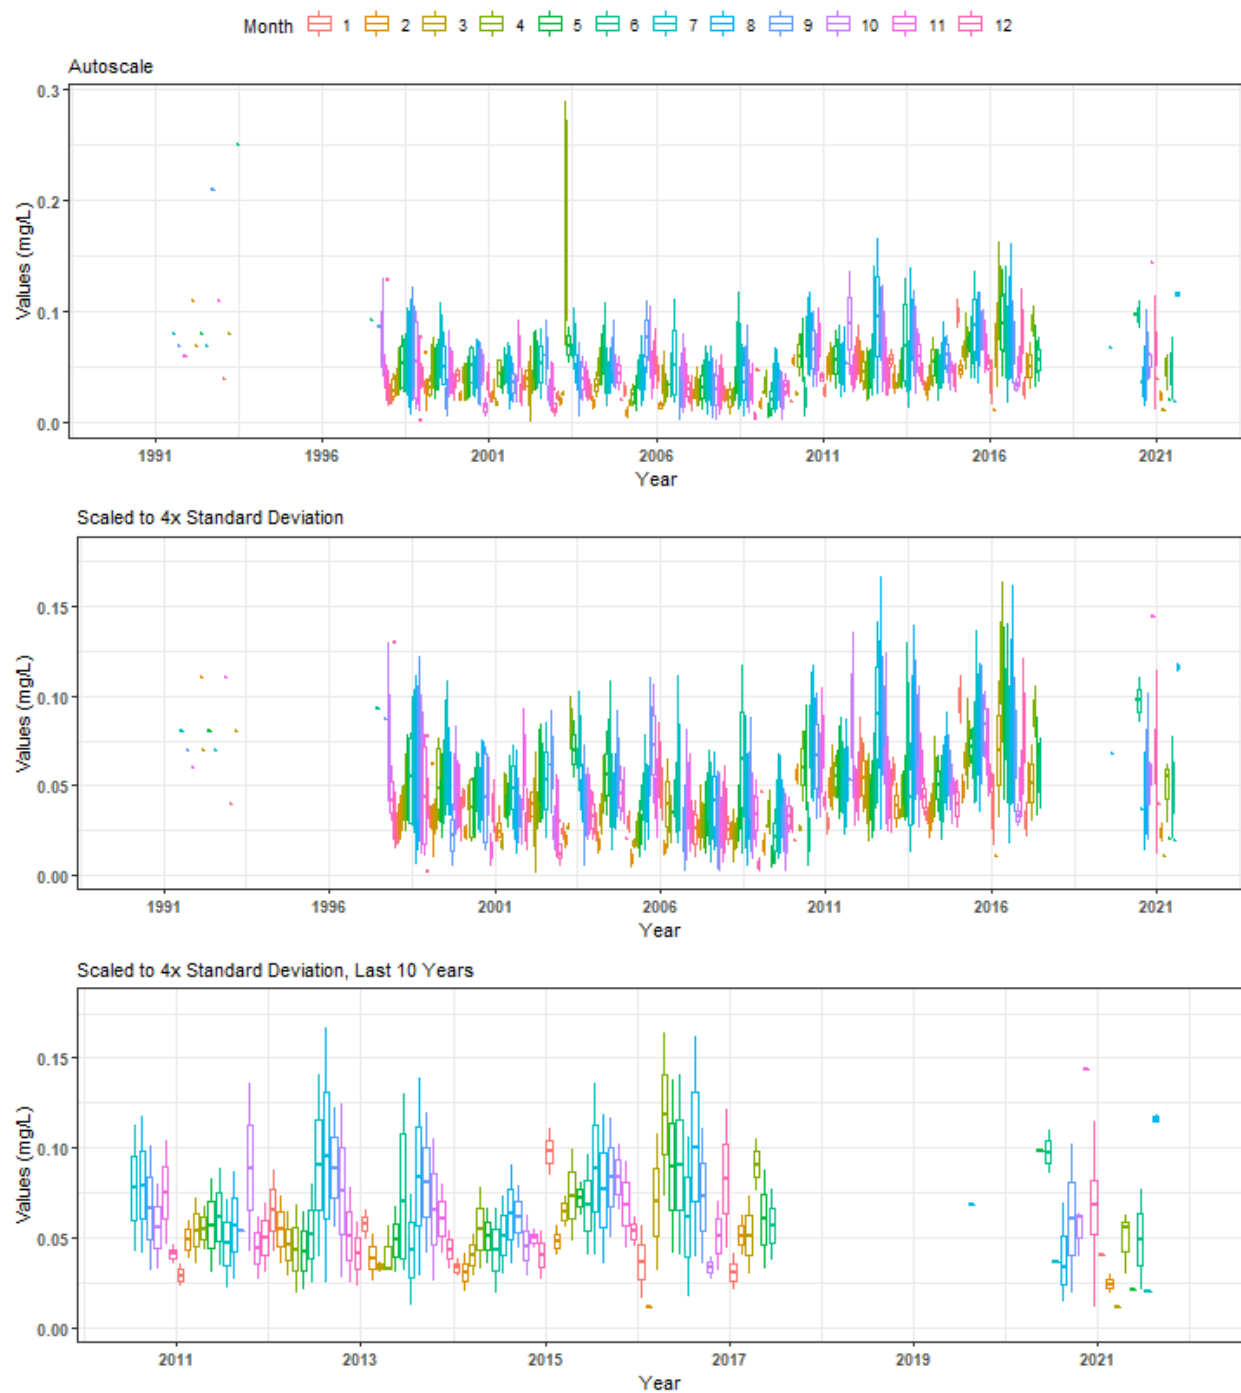 Month 1 2 3 4 5 6 7 8 9 10 11 12
Autoscale
0.3
0.2
0.1
0.0
Values (mg/L)
1991 1996 2001 2006 2011 2016 2021
Year
Scaled to 4x Standard Deviation
0.15
0.10
0.05
0.00
Values (mg/L)
1991 1996 2001 2006 2011 2016 2021
Year
Scaled to 4x Standard Deviation, Last 10 Years
0.15
0.10
0.05
0.00
Values (mg/L)
2011 2013 2015 2017 2019 2021
Year